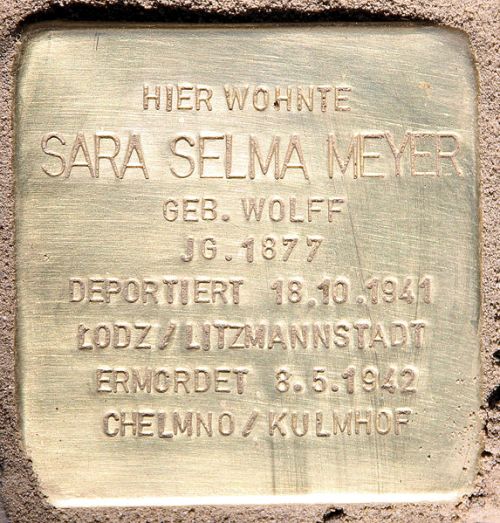 HIER WOHNTE
SARA SELMA MEYER
GEB. WOLFF
JG. 1877
DEPORTIERT 18.10.1941
ŁODZ / LITZMANNSTADT
ERMORDET 8.5.1942
CHELMNO / KULMHOF